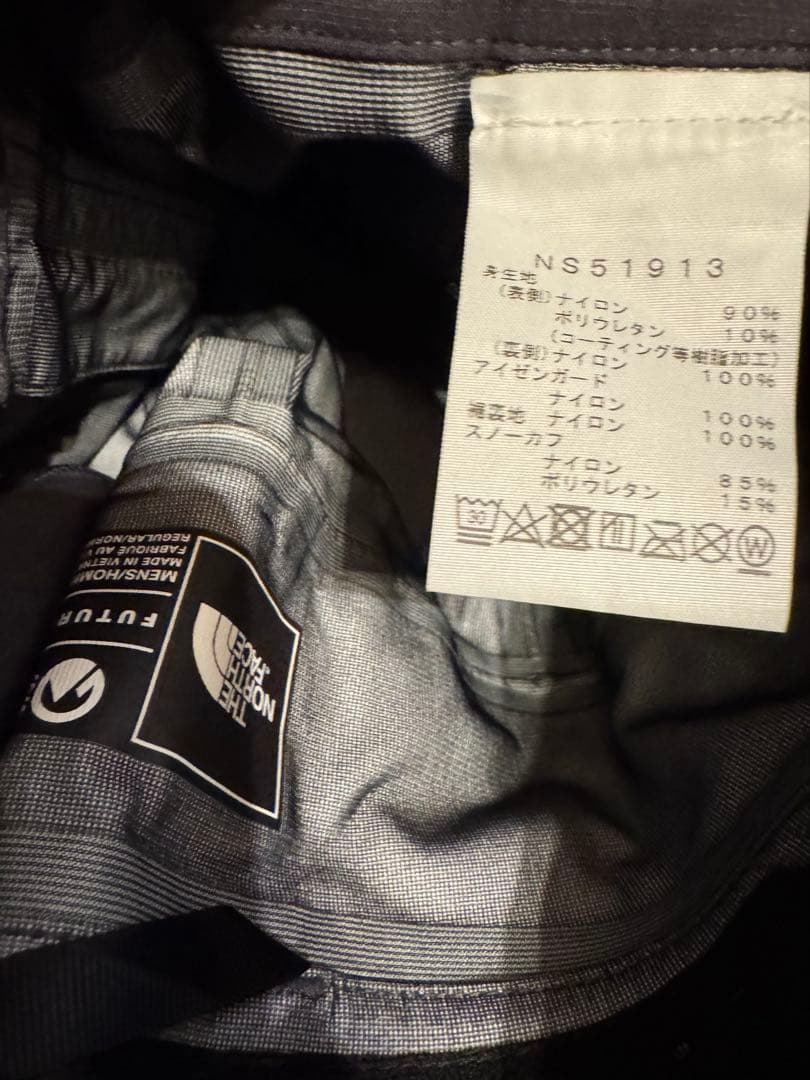 NS51913
身生地
(表側)ナイロン 90%
ポリウレタン 10%
(コーティング等樹脂加工)
(裏側)ナイロン 100%
アイゼンガード
ナイロン 100%
裾裏地 ナイロン 100%
スノーカフ
ナイロン 85%
ポリウレタン 15%
30
W
THE
NORTH
FACE
FUTUR
MENS/HOM
MADE IN VIETN
FABRIQUE AU V
REGULAR/NOR